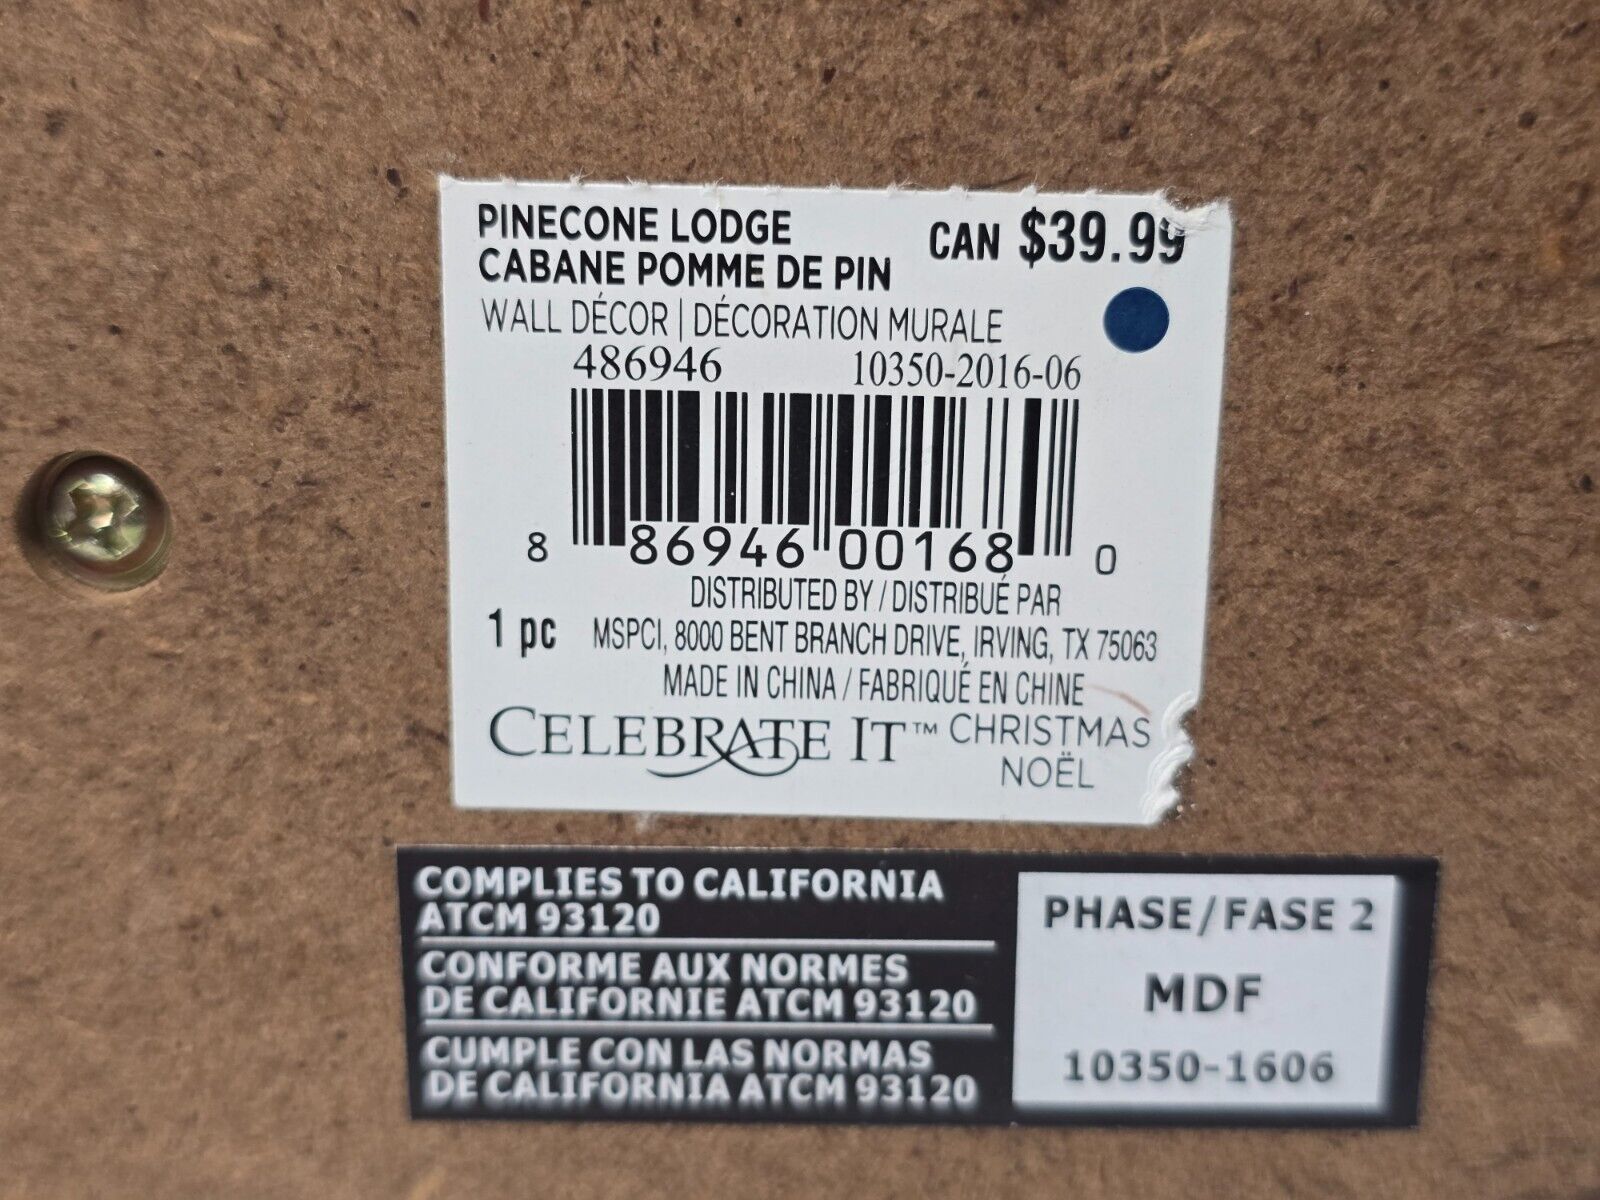 PINECONE LODGE
CAN $39.99
CABANE POMME DE PIN
WALL DÉCOR | DÉCORATION MURALE
486946 10350-2016-06
8 86946 00168 0
DISTRIBUTED BY / DISTRIBUÉ PAR
1 pc MSPCI, 8000 BENT BRANCH DRIVE, IRVING, TX 75063
MADE IN CHINA / FABRIQUÉ EN CHINE
CELEBRATE IT™ CHRISTMAS
NOËL
COMPLIES TO CALIFORNIA
ATCM 93120
CONFORME AUX NORMES
DE CALIFORNIE ATCM 93120
CUMPLE CON LAS NORMAS
DE CALIFORNIA ATCM 93120
PHASE/FASE 2
MDF
10350-1606